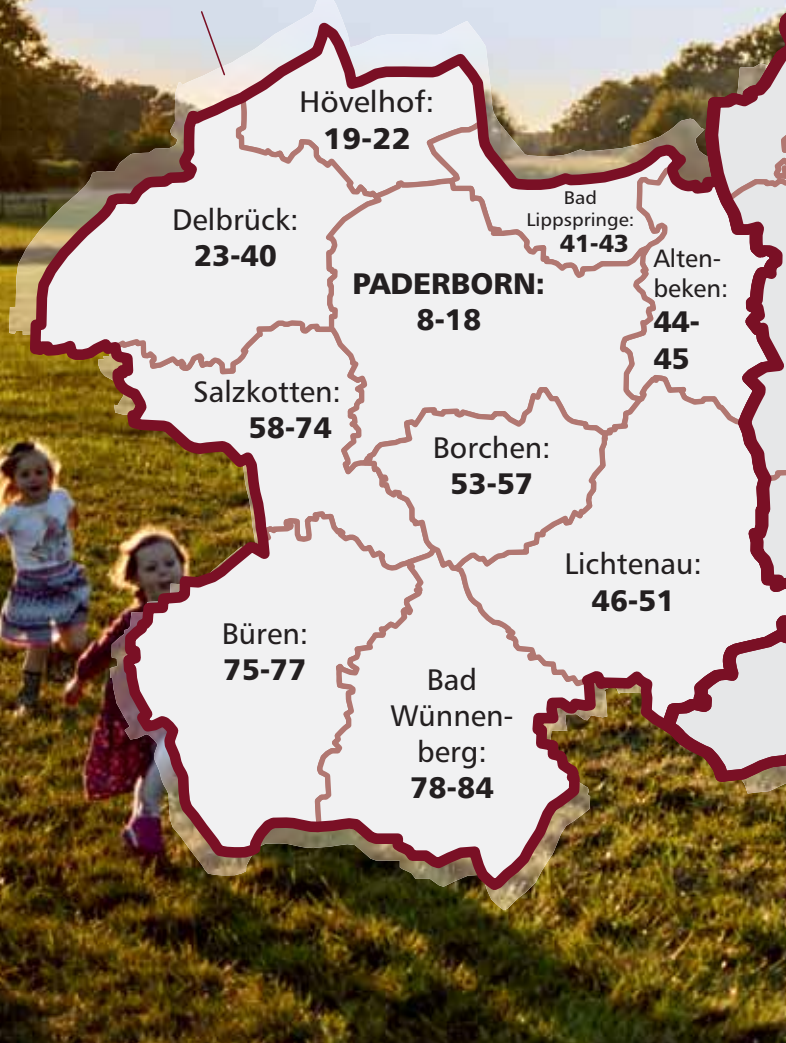 Hövelhof:
19-22
Delbrück:
23-40
Bad
Lippspringe:
41-43
PADERBORN:
8-18
Alten-
beken:
44-
45
Salzkotten:
58-74
Borchen:
53-57
Lichtenau:
46-51
Büren:
75-77
Bad
Wünnen-
berg:
78-84